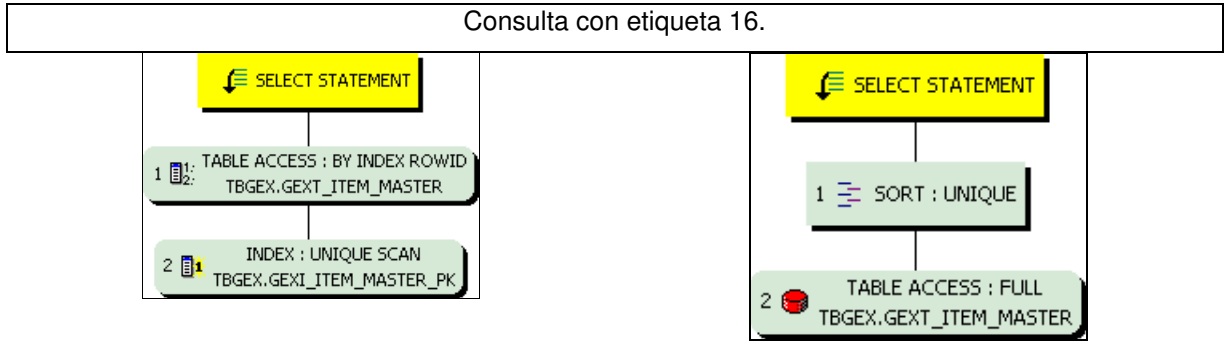 Consulta con etiqueta 16.
SELECT STATEMENT
1 TABLE ACCESS : BY INDEX ROWID
TBGEX.GEXT_ITEM_MASTER
2 INDEX : UNIQUE SCAN
TBGEX.GEXI_ITEM_MASTER_PK
SELECT STATEMENT
1 SORT : UNIQUE
2 TABLE ACCESS : FULL
TBGEX.GEXT_ITEM_MASTER